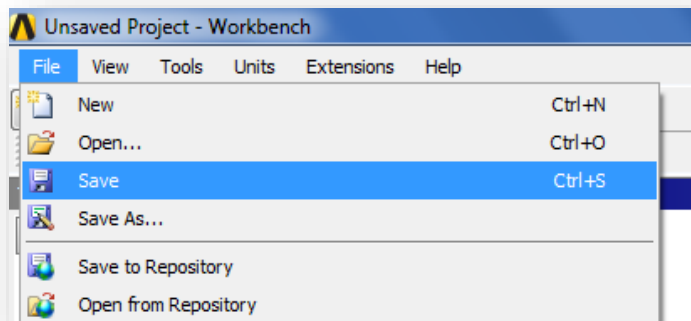 Unsaved Project - Workbench
File View Tools Units Extensions Help
New Ctrl+N
Open... Ctrl+O
Save Ctrl+S
Save As...
Save to Repository
Open from Repository